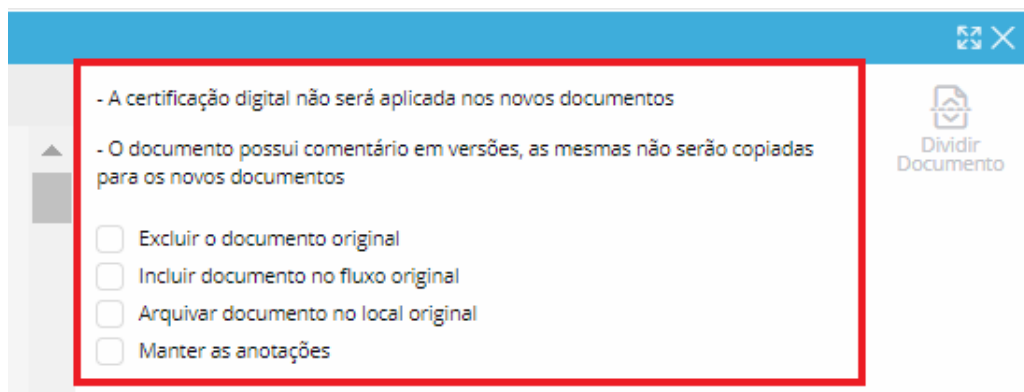 - A certificação digital não será aplicada nos novos documentos
- O documento possui comentário em versões, as mesmas não serão copiadas
para os novos documentos
Excluir o documento original
Incluir documento no fluxo original
Arquivar documento no local original
Manter as anotações
Dividir
Documento